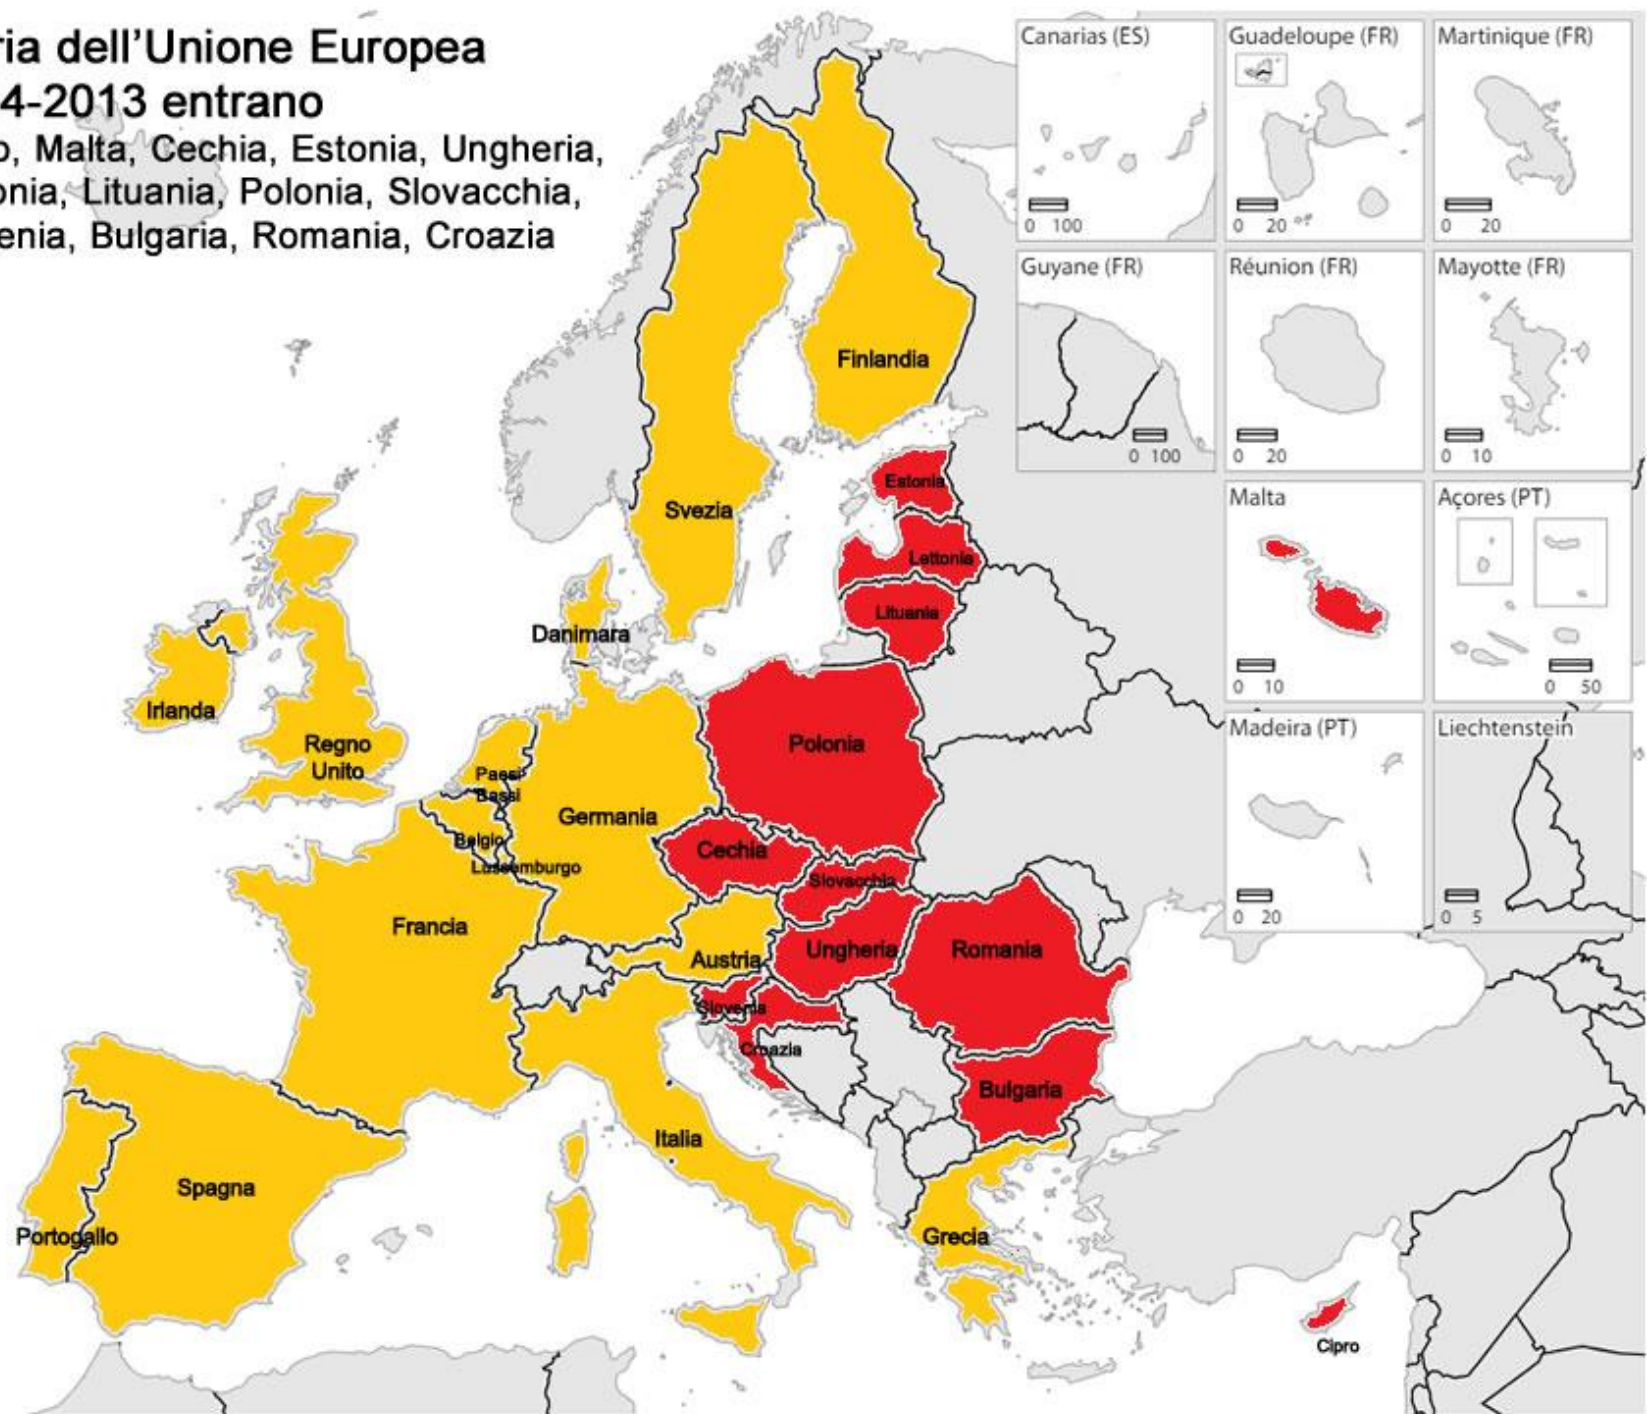 ria dell'Unione Europea
4-2013 entrano
o, Malta, Cechia, Estonia, Ungheria,
onia, Lituania, Polonia, Slovacchia,
enia, Bulgaria, Romania, Croazia
Canarias (ES)
0 100
Guadeloupe (FR)
0 20
Martinique (FR)
0 20
Guyane (FR)
0 100
Réunion (FR)
0 20
Mayotte (FR)
0 10
Malta
0 10
Açores (PT)
0 50
Madeira (PT)
0 20
Liechtenstein
0 5
Finlandia
Svezia
Estonia
Lettonia
Lituania
Danimara
Irlanda
Regno
Unito
Paesi
Bassi
Belgio
Lussemburgo
Germania
Polonia
Cechia
Slovacchia
Francia
Austria
Ungheria
Romania
Slovenia
Croazia
Bulgaria
Italia
Spagna
Portogallo
Grecia
Cipro